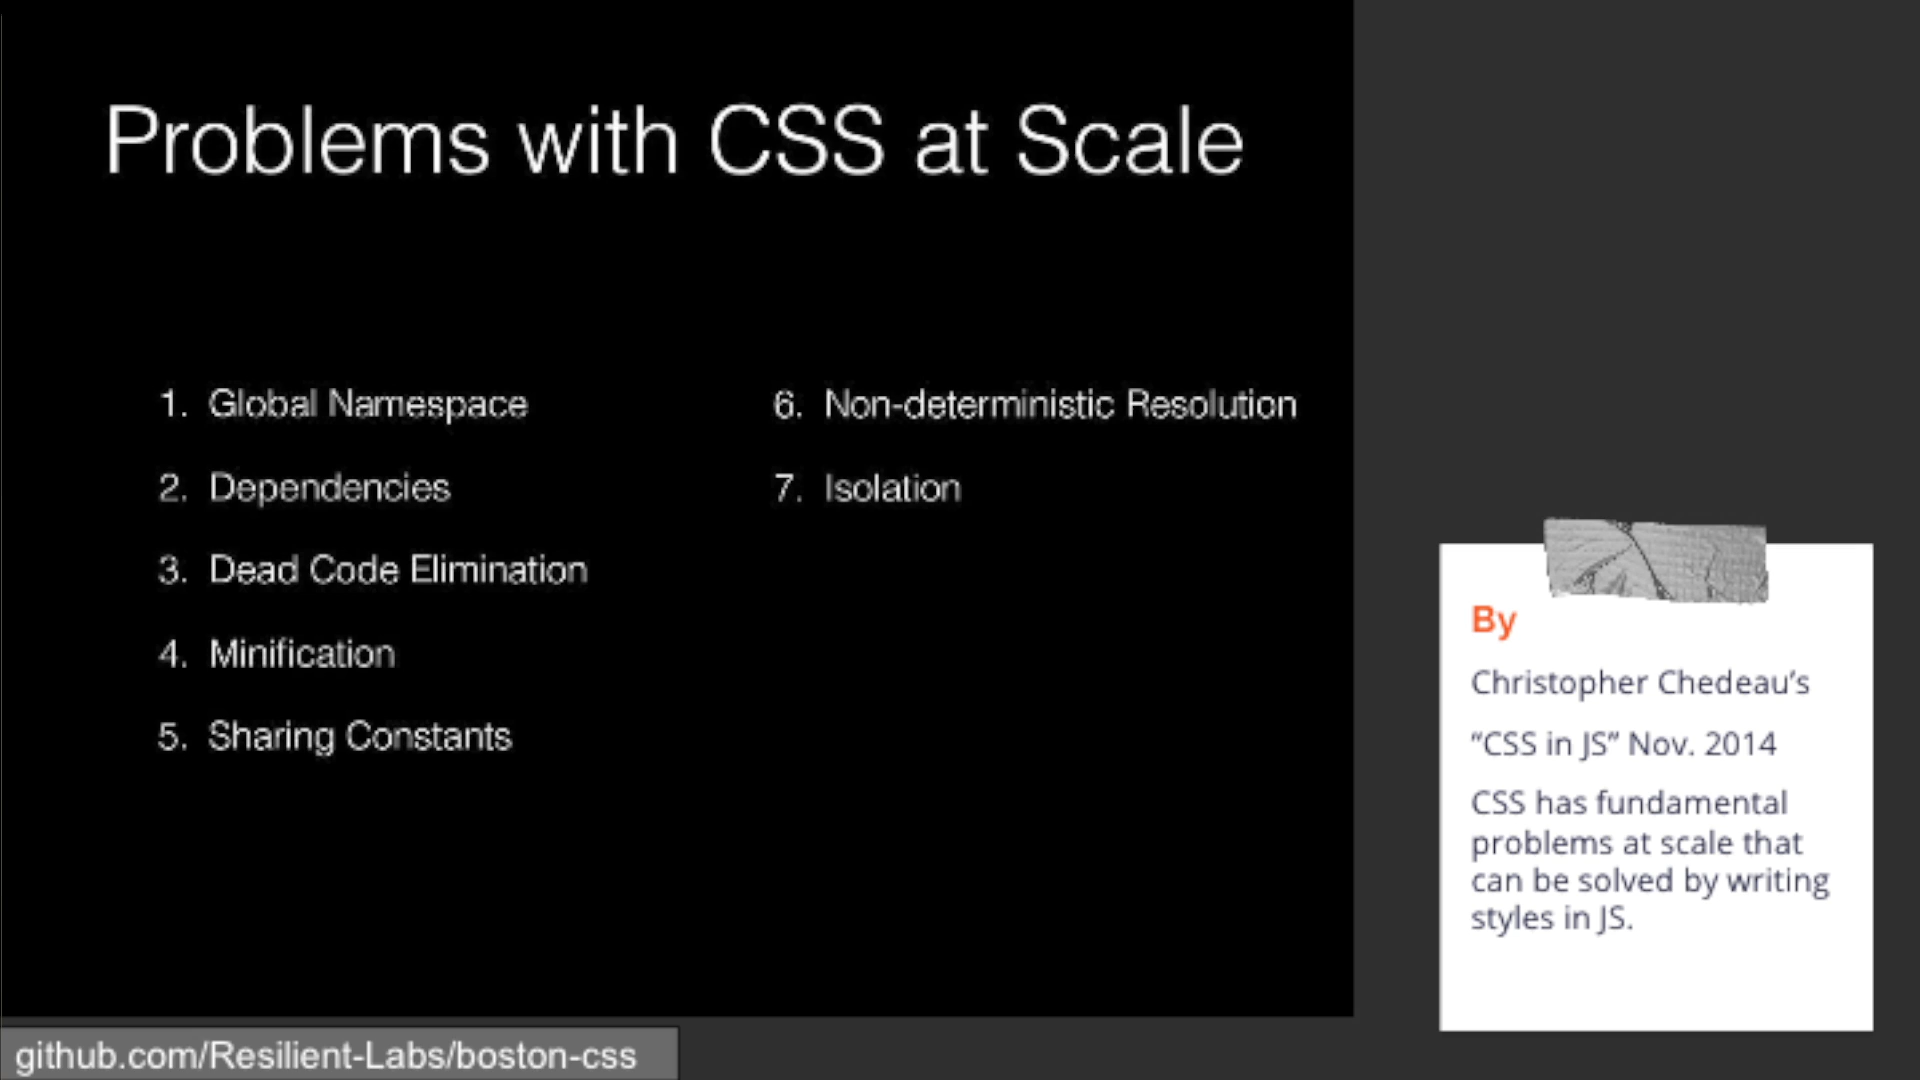 Problems with CSS at Scale
1. Global Namespace
2. Dependencies
3. Dead Code Elimination
4. Minification
5. Sharing Constants
6. Non-deterministic Resolution
7. Isolation
By
Christopher Chedeau’s
“CSS in JS” Nov. 2014
CSS has fundamental
problems at scale that
can be solved by writing
styles in JS.
github.com/Resilient-Labs/boston-css